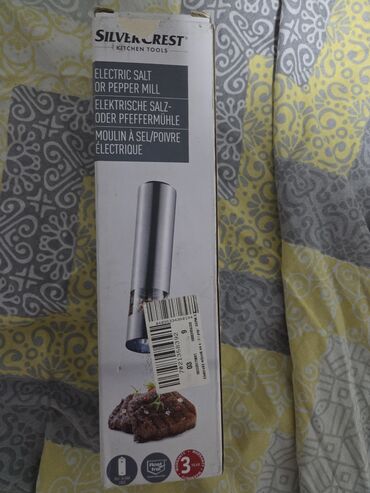 SILVERCREST®
KITCHEN TOOLS
ELECTRIC SALT
OR PEPPER MILL
ELEKTRISCHE SALZ-
ODER PFEFFERMÜHLE
MOULIN À SEL/POIVRE
ÉLECTRIQUE
3